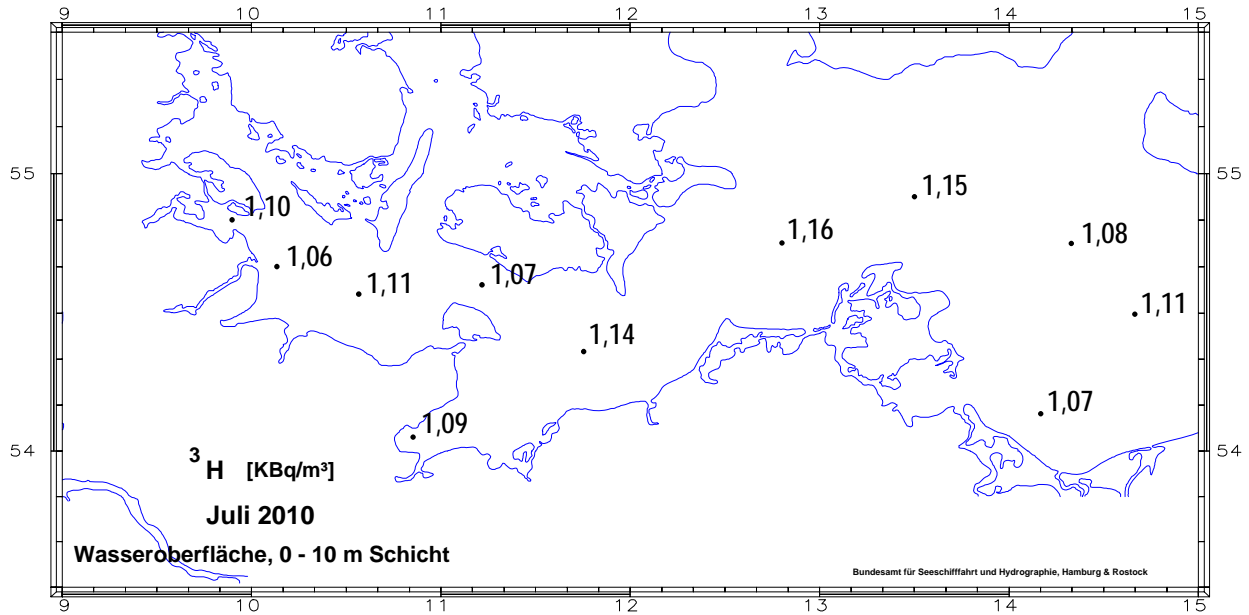 9 10 11 12 13 14 15
55 55
1,15
1,10
1,16
1,08
1,06
1,07
1,11
1,11
1,14
1,07
1,09
54 54
³H [KBq/m³]
Juli 2010
Wasseroberfläche, 0 - 10 m Schicht
Bundesamt für Seeschifffahrt und Hydrographie, Hamburg & Rostock
9 10 11 12 13 14 15